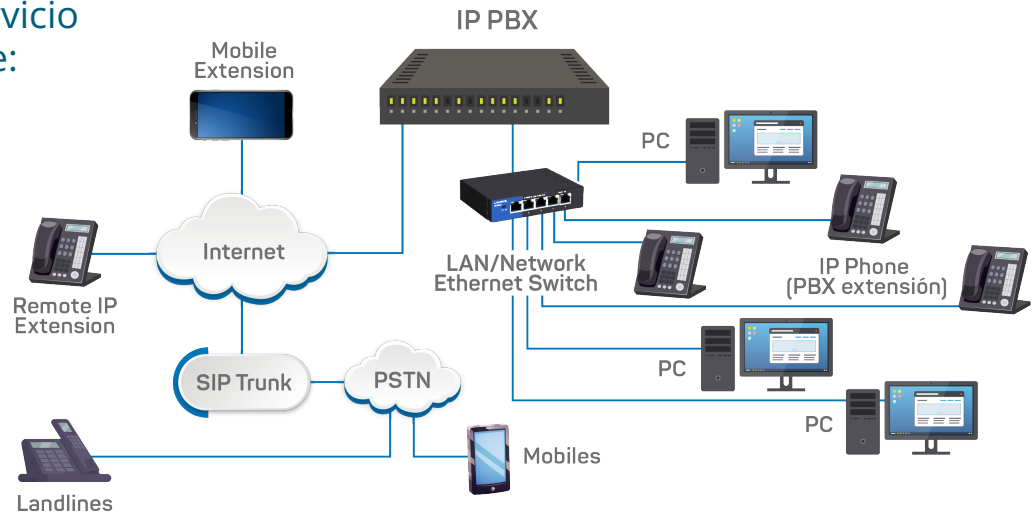 rvicio
e:
IP PBX
Mobile
Extension
PC
Internet
LAN/Network
Ethernet Switch
IP Phone
(PBX extensión)
Remote IP
Extension
SIP Trunk
PSTN
PC
PC
Mobiles
Landlines